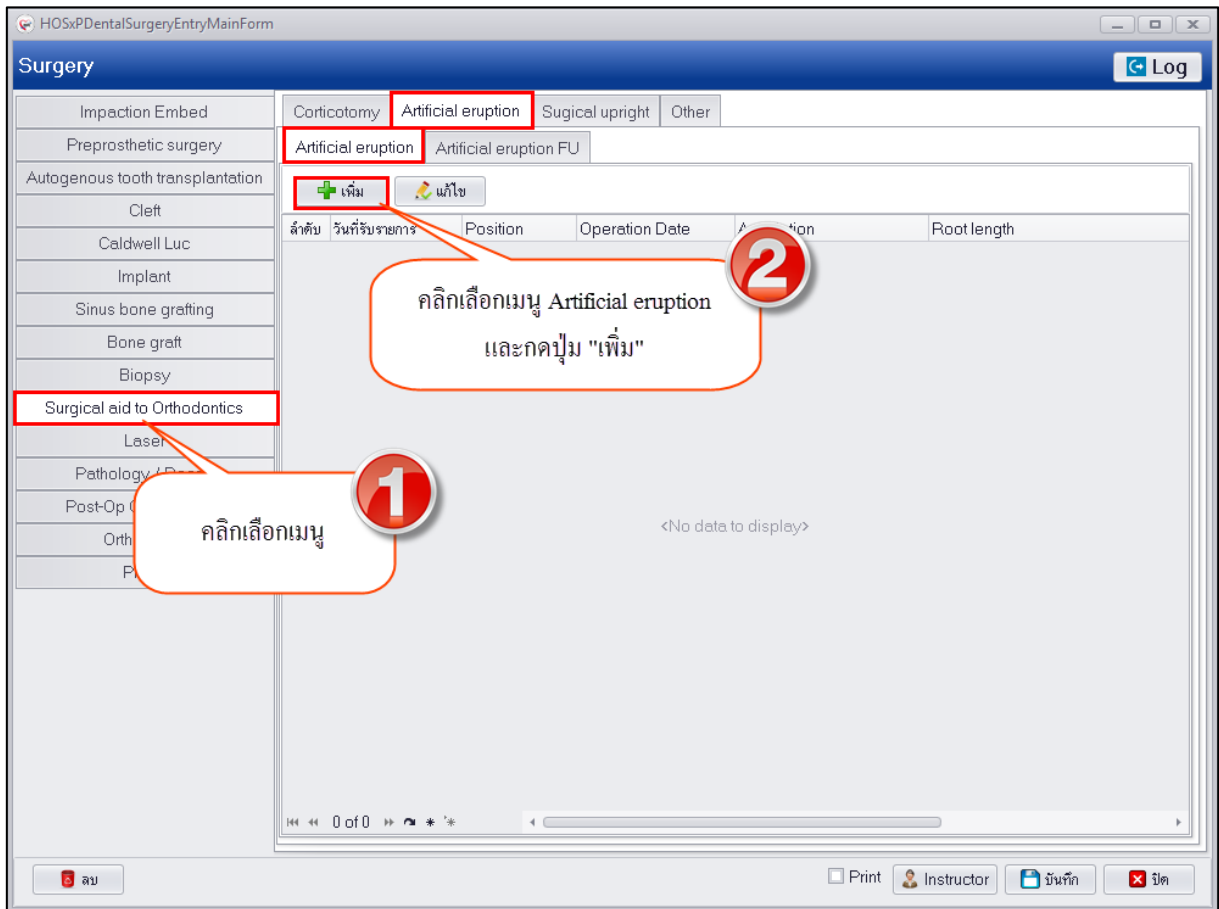 HOSxPDentalSurgeryEntryMainForm
Surgery
Log
Impaction Embed
Preprosthetic surgery
Autogenous tooth transplantation
Cleft
Caldwell Luc
Implant
Sinus bone grafting
Bone graft
Biopsy
Surgical aid to Orthodontics
Laser
Pathology /
Post-Op
Corticotomy Artificial eruption Sugical upright Other
Artificial eruption Artificial eruption FU
เพิ่ม แก้ไข
ลำดับ วันที่รับรายการ Position Operation Date Root length
2
คลิกเลือกเมนู Artificial eruption
และกดปุ่ม "เพิ่ม"
1
คลิกเลือกเมนู
<No data to display>
0 of 0
ลบ Print Instructor บันทึก ปิด